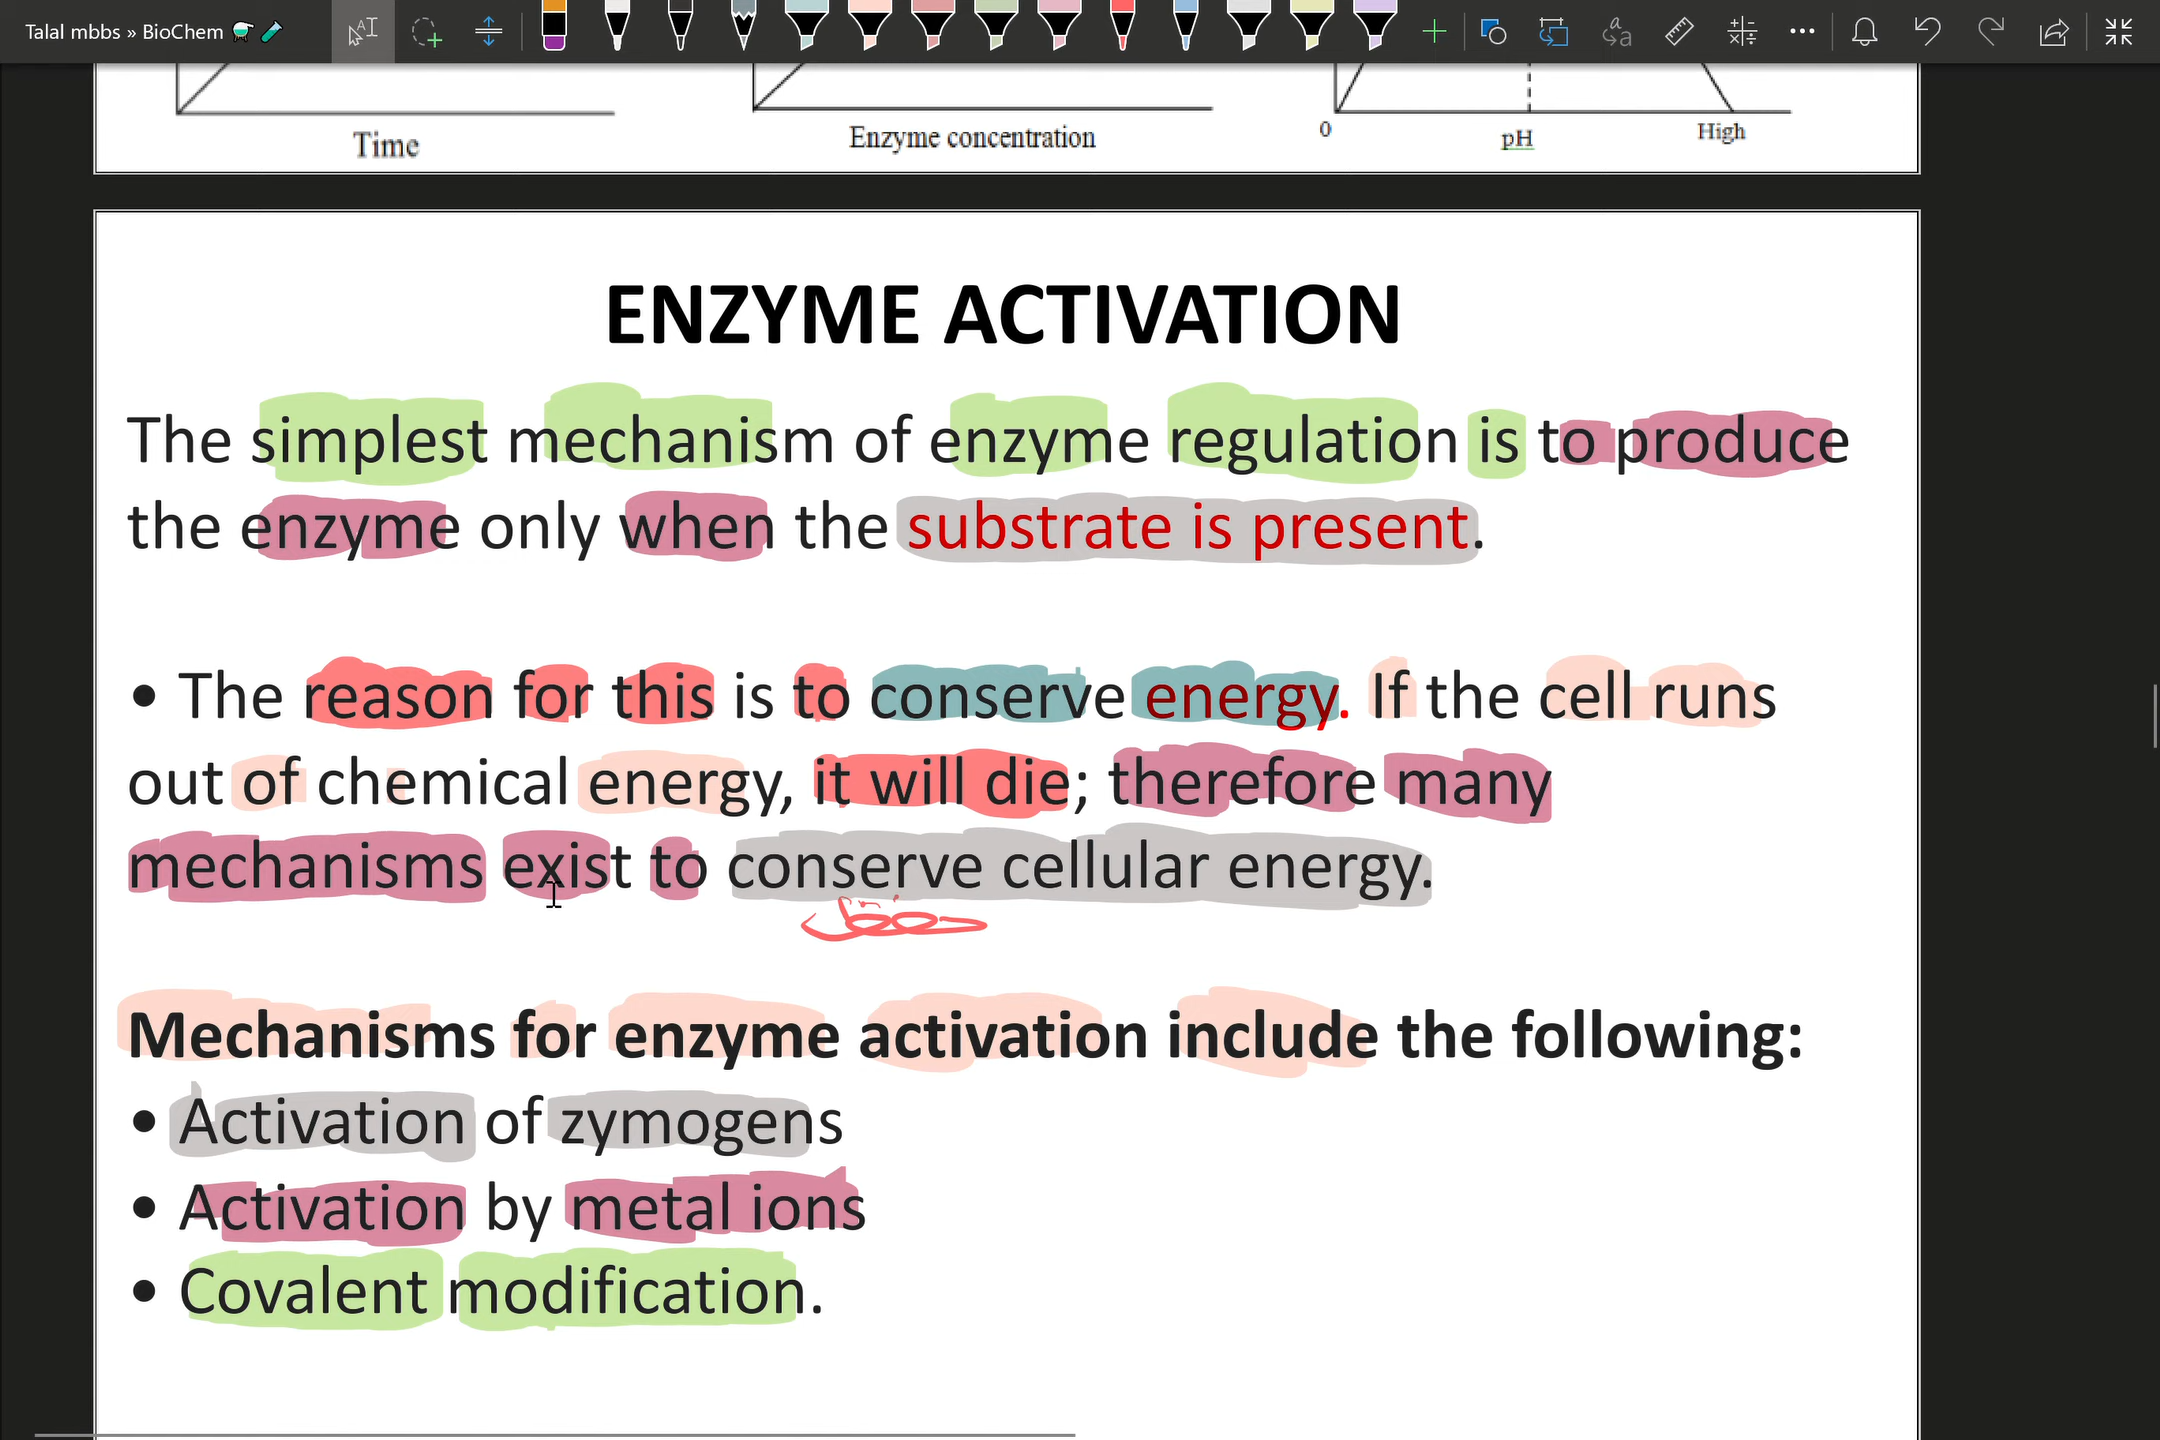 Talal mbbs » BioChem
Time
Enzyme concentration
0
pH
High
ENZYME ACTIVATION
The simplest mechanism of enzyme regulation is to produce
the enzyme only when the substrate is present.
• The reason for this is to conserve energy. If the cell runs
out of chemical energy, it will die; therefore many
mechanisms exist to conserve cellular energy.
Mechanisms for enzyme activation include the following:
• Activation of zymogens
• Activation by metal ions
• Covalent modification.